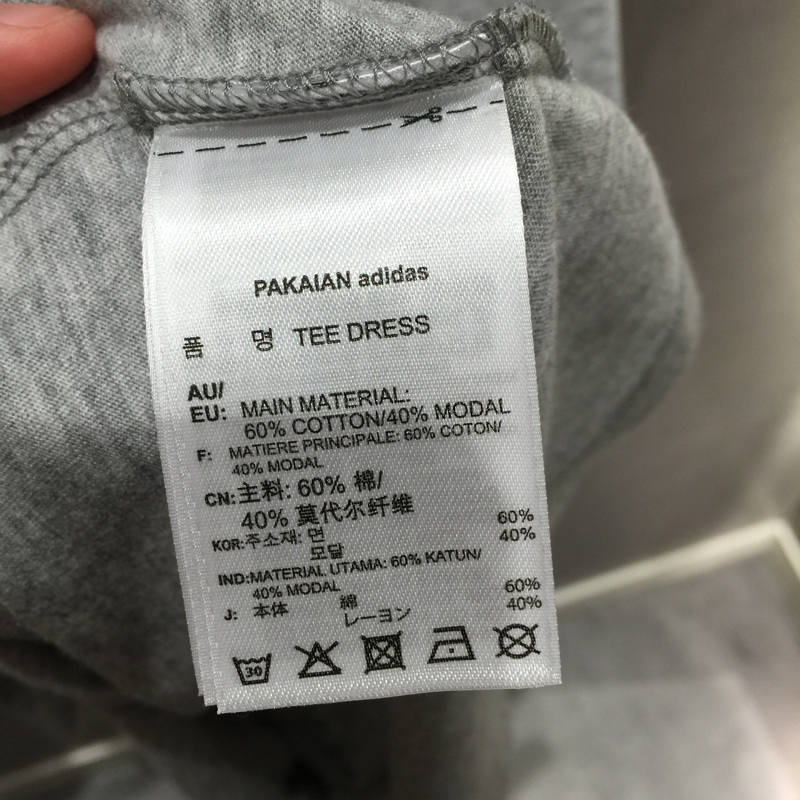 PAKAIAN adidas
품 명 TEE DRESS
AU/
EU: MAIN MATERIAL:
60% COTTON/40% MODAL
F: MATIERE PRINCIPALE: 60% COTON/
40% MODAL
CN:主料: 60% 棉/
40% 莫代尔纤维
KOR:주소재: 면 60%
모달 40%
IND:MATERIAL UTAMA: 60% KATUN/
40% MODAL
J: 本体 綿 60%
レーヨン 40%
30